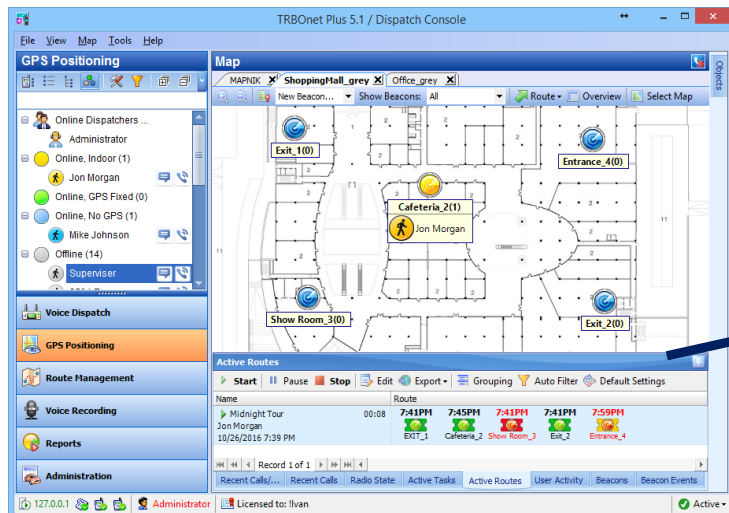 TRBOnet Plus 5.1 / Dispatch Console
File View Map Tools Help
GPS Positioning
Online Dispatchers ...
Administrator
Online, Indoor (1)
Jon Morgan
Online, GPS Fixed (0)
Online, No GPS (1)
Mike Johnson
Offline (14)
Superviser
Voice Dispatch
GPS Positioning
Route Management
Voice Recording
Reports
Administration
Map
MAPNIK ShoppingMall_grey Office_grey
New Beacon... Show Beacons: All Route Overview Select Map
Objects
Exit_1(0)
Entrance_4(0)
Cafeteria_2(1)
Jon Morgan
Show Room_3(0)
Exit_2(0)
Active Routes
Start Pause Stop Edit Export Grouping Auto Filter Default Settings
Name Route
Midnight Tour 00:08 7:41PM 7:45PM 7:41PM 7:41PM 7:59PM
Jon Morgan
EXIT_1 Cafeteria_2 Show Room_3 Exit_2 Entrance_4
10/26/2016 7:39 PM
Record 1 of 1
Recent Calls/... Recent Calls Radio State Active Tasks Active Routes User Activity Beacons Beacon Events
127.0.0.1 Administrator Licensed to: !Ivan Active